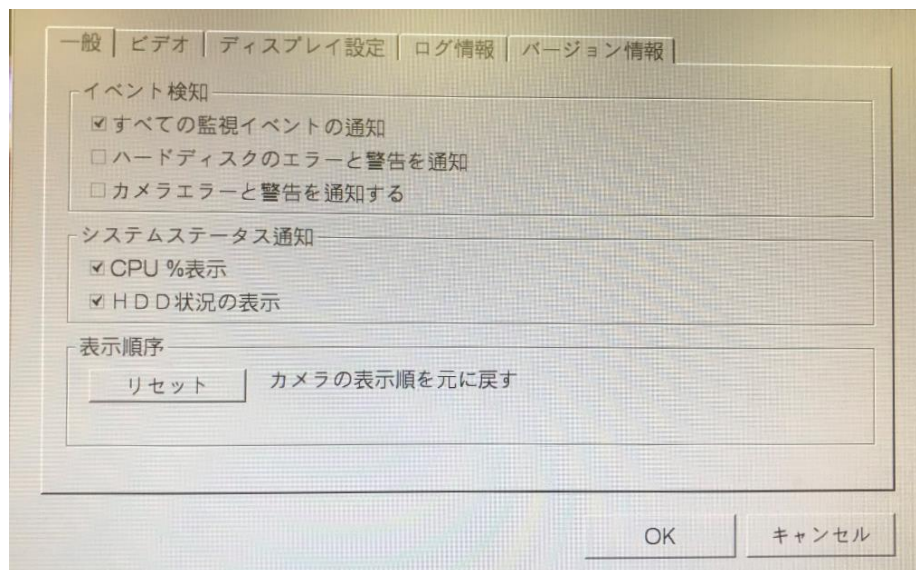 一般 ビデオ ディスプレイ設定 ログ情報 バージョン情報
イベント検知
すべての監視イベントの通知
ハードディスクのエラーと警告を通知
カメラエラーと警告を通知する
システムステータス通知
CPU %表示
ＨＤＤ状況の表示
表示順序
リセット カメラの表示順を元に戻す
OK キャンセル